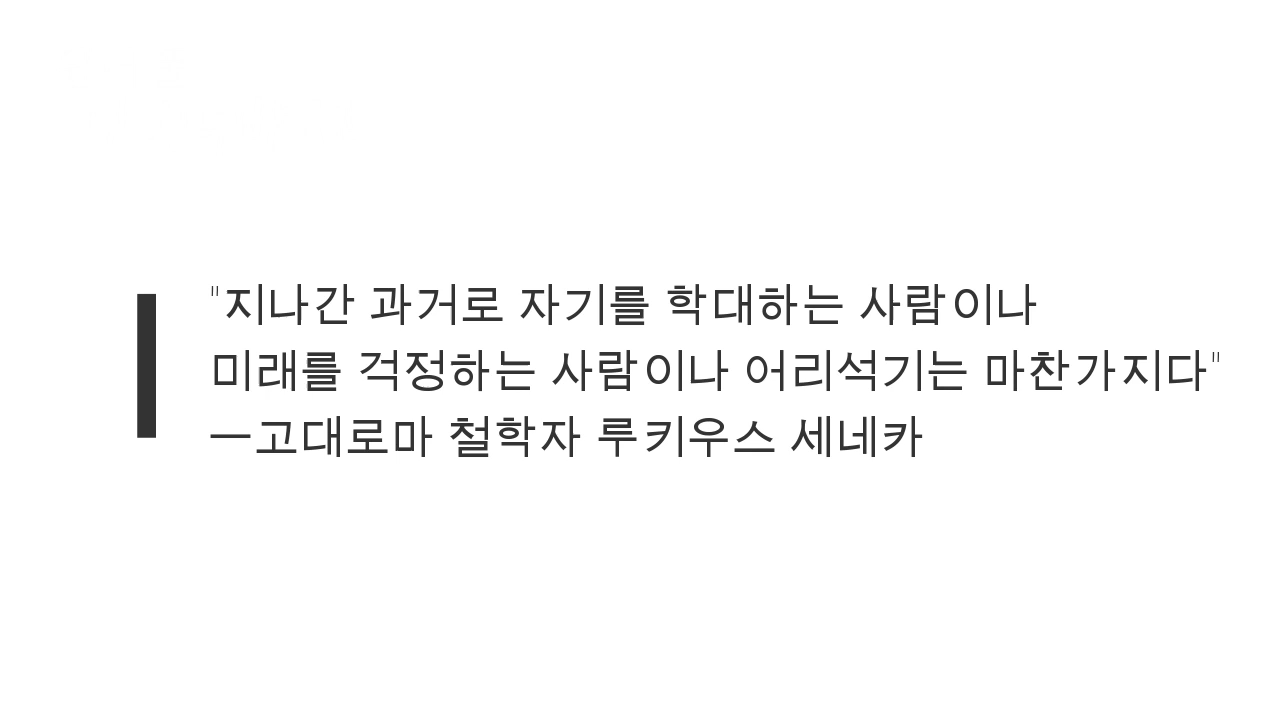 "지나간 과거로 자기를 학대하는 사람이나
미래를 걱정하는 사람이나 어리석기는 마찬가지다"
―고대로마 철학자 루키우스 세네카